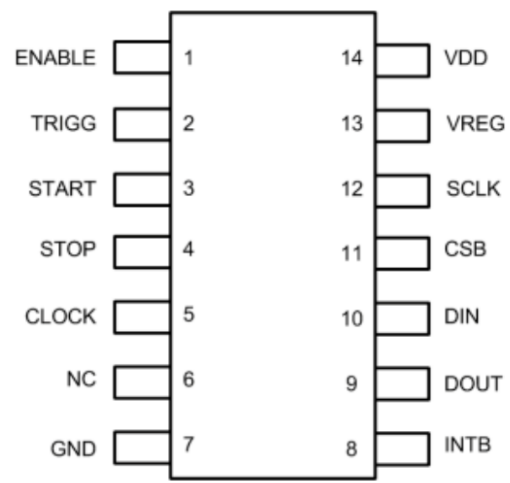 ENABLE 1 14 VDD
TRIGG 2 13 VREG
START 3 12 SCLK
STOP 4 11 CSB
CLOCK 5 10 DIN
NC 6 9 DOUT
GND 7 8 INTB